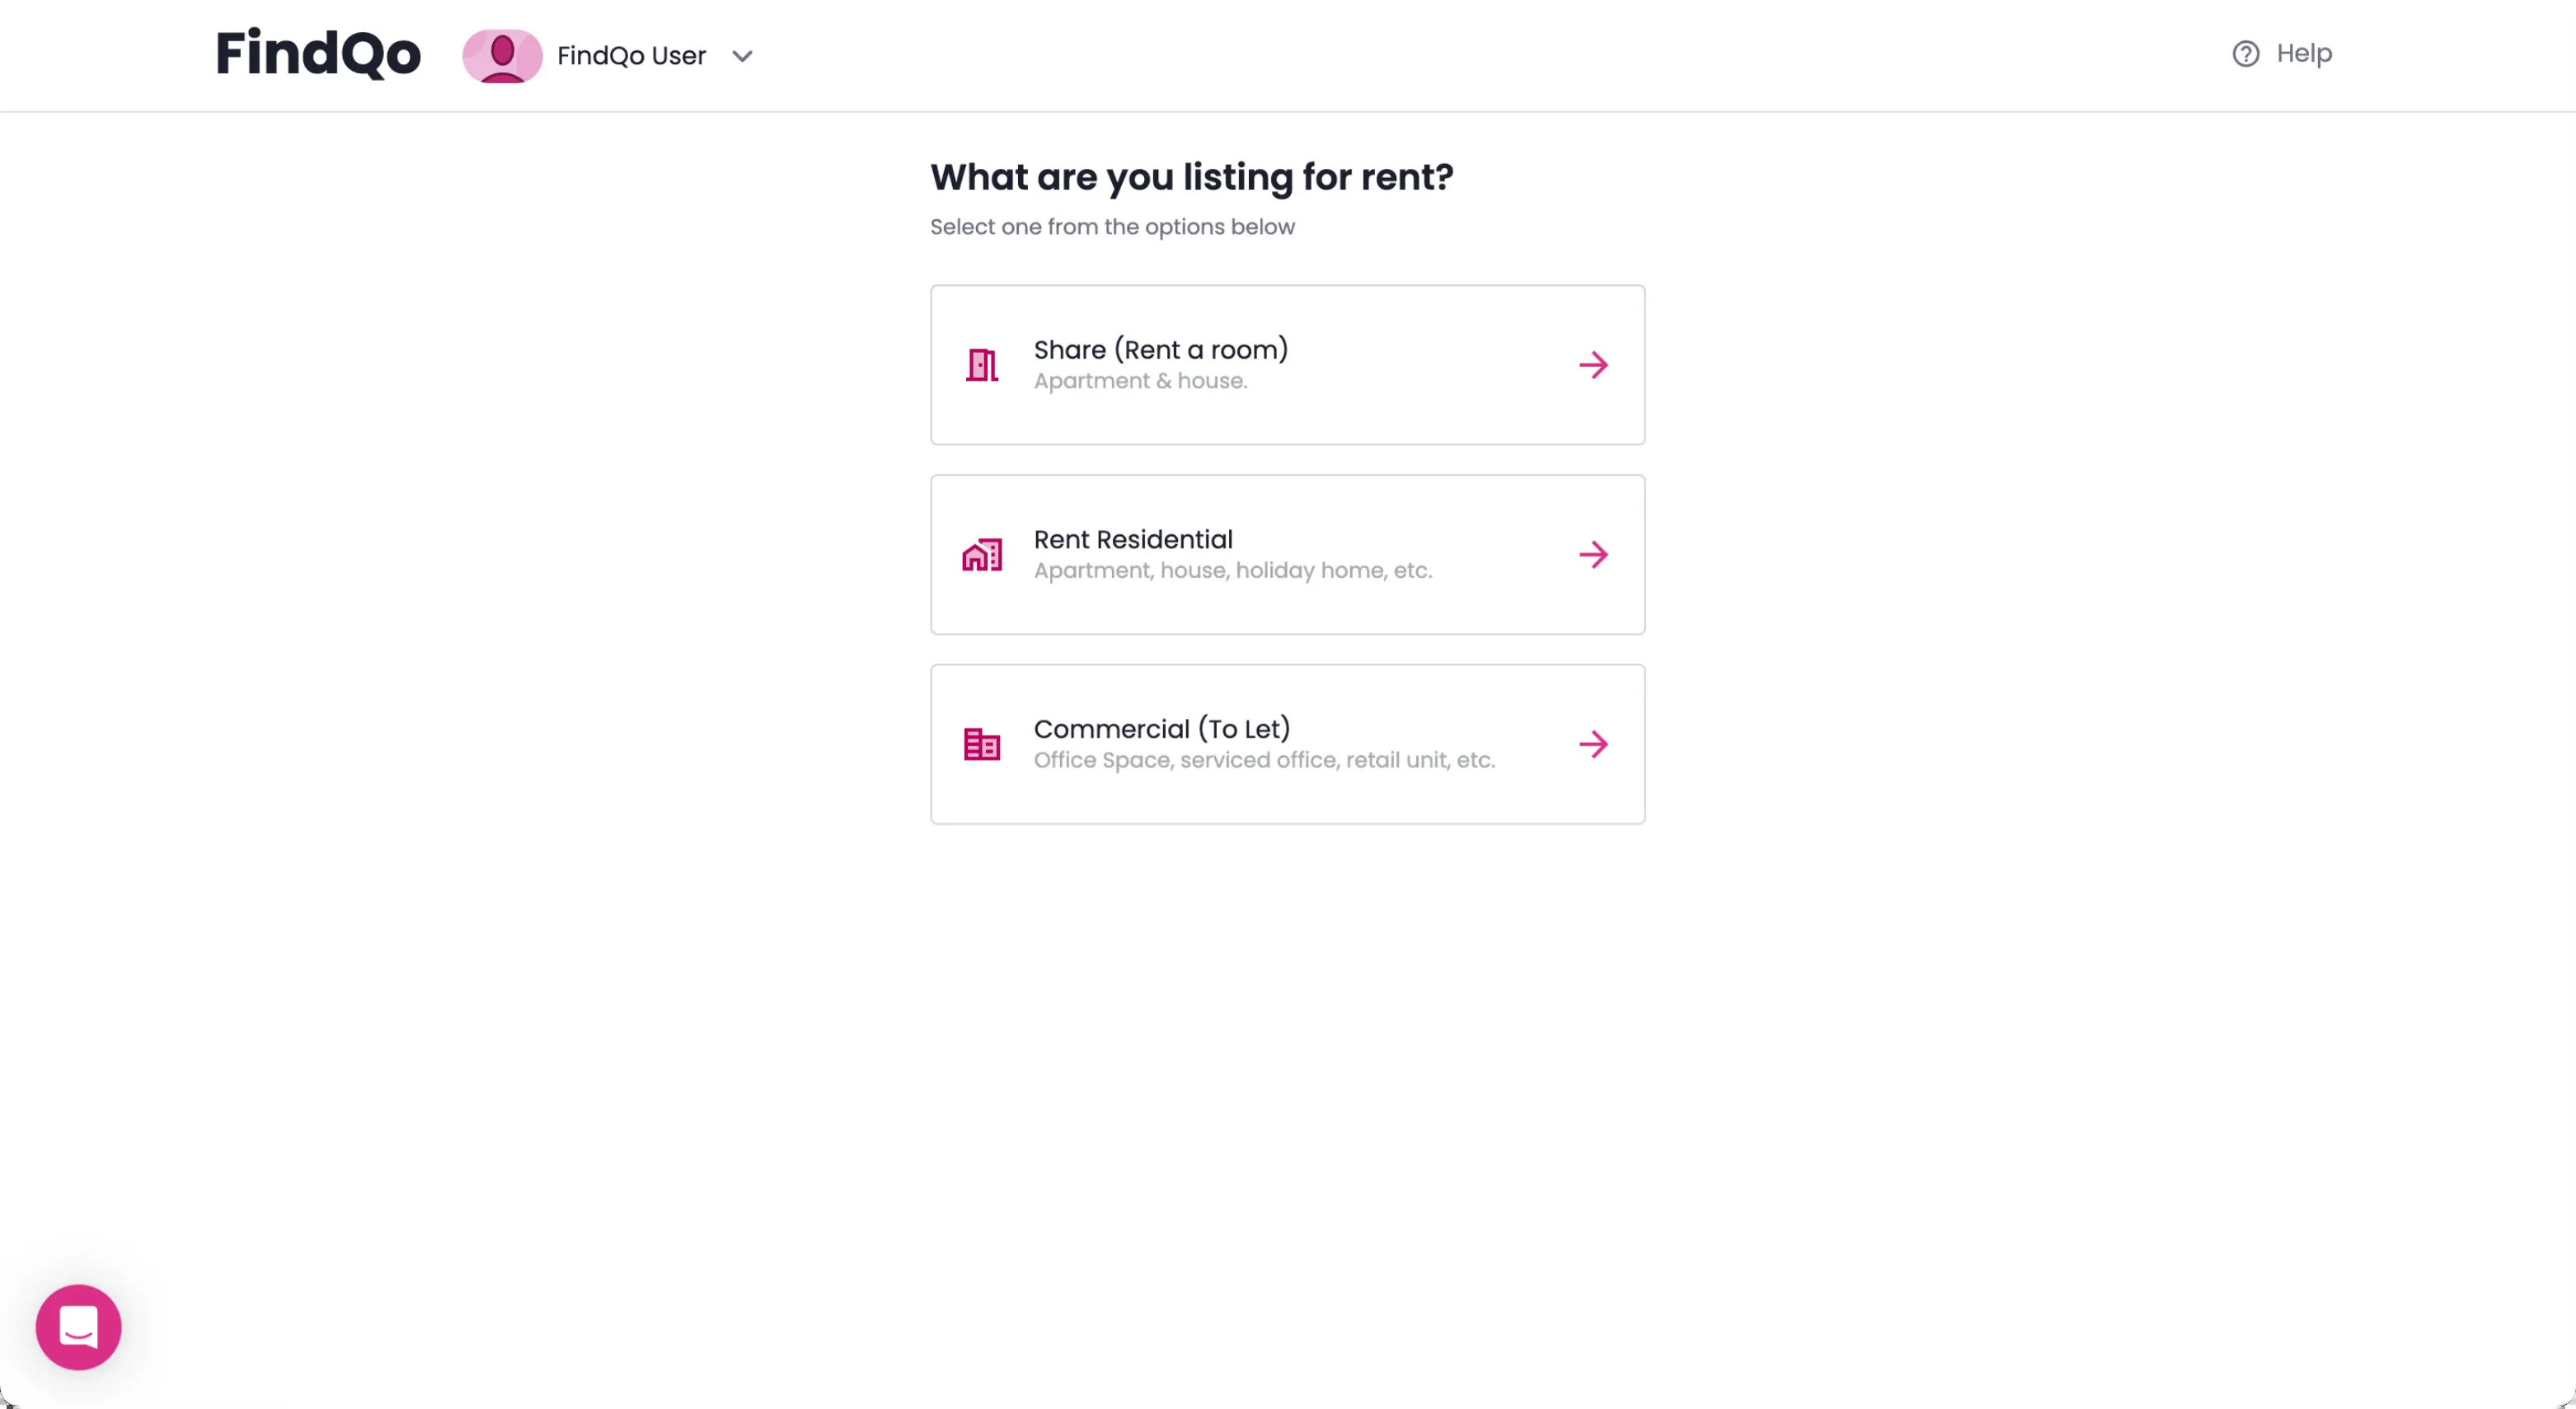 FindQo
FindQo User
Help
What are you listing for rent?
Select one from the options below
Share (Rent a room)
Apartment & house.
Rent Residential
Apartment, house, holiday home, etc.
Commercial (To Let)
Office Space, serviced office, retail unit, etc.